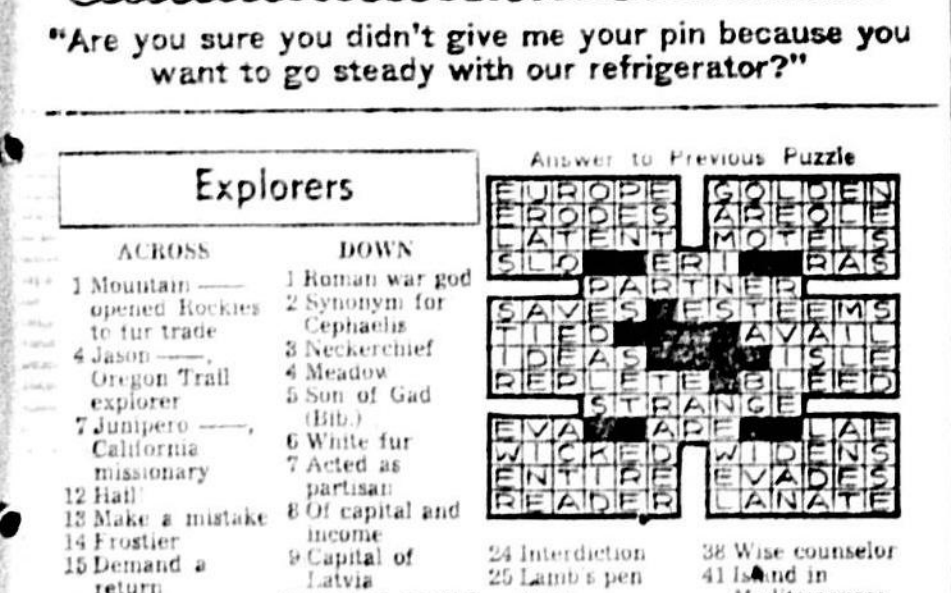 "Are you sure you didn't give me your pin because you
want to go steady with our refrigerator?"
Explorers
ACROSS
1 Mountain ——
opened Rockies
to fur trade
4 Jason ——,
Oregon Trail
explorer
7 Junipero ——,
California
missionary
12 Hail!
13 Make a mistake
14 Frostier
15 Demand a
return
DOWN
1 Roman war god
2 Synonym for
Cephaelis
3 Neckerchief
4 Meadow
5 Son of Gad
(Bib.)
6 White fur
7 Acted as
partisan
8 Of capital and
income
9 Capital of
Latvia
Answer to Previous Puzzle
EUROPE GOLDEN
ERODES AREOLE
LATENT MOTELS
SLO ERI RAS
PARTNER
SAVES ESTEEMS
TIED AVAIL
IDEAS ISLE
REPLETE BLEED
STRANGE
EVA ARE LAE
WICKED WIDENS
ENTIRE EVADES
READER LANATE
24 Interdiction
25 Lamb's pen
38 Wise counselor
41 Island in